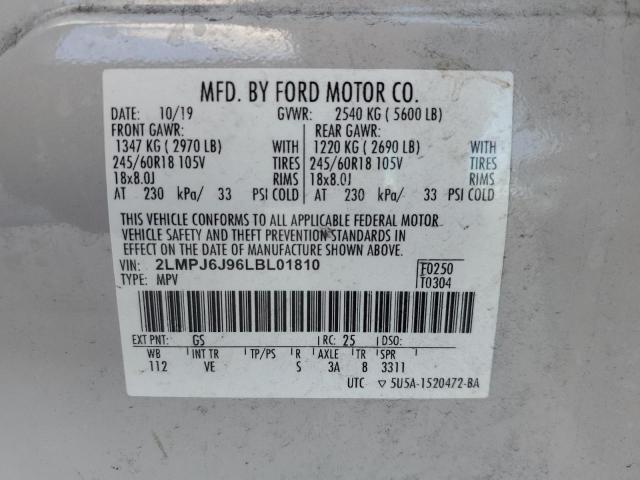 MFD. BY FORD MOTOR CO.
DATE: 10/19 GVWR: 2540 KG ( 5600 LB)
FRONT GAWR: REAR GAWR:
1347 KG ( 2970 LB) WITH 1220 KG ( 2690 LB) WITH
245/60R18 105V TIRES 245/60R18 105V TIRES
18x8.0J RIMS 18x8.0J RIMS
AT 230 kPa/ 33 PSI COLD AT 230 kPa/ 33 PSI COLD
THIS VEHICLE CONFORMS TO ALL APPLICABLE FEDERAL MOTOR
VEHICLE SAFETY AND THEFT PREVENTION STANDARDS IN
EFFECT ON THE DATE OF MANUFACTURE SHOWN ABOVE.
VIN: 2LMPJ6J96LBL01810 F0250
TYPE: MPV T0304
EXT PNT: GS RC: 25 DSO:
WB INT TR TP/PS R AXLE TR SPR
112 VE S 3A 8 3311
UTC ▽ 5U5A-1520472-BA